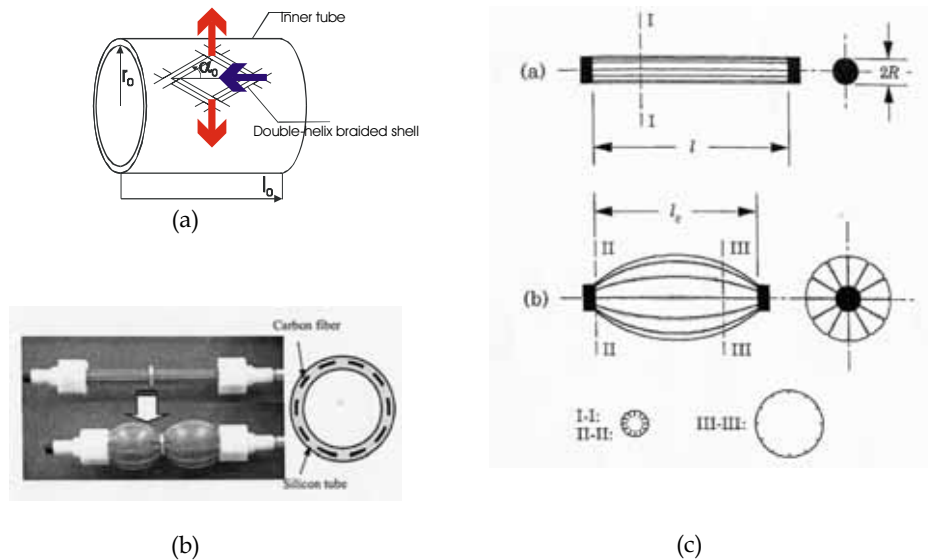 Inner tube
r₀
α₀
Double-helix braided shell
l₀
(a)
Carbon fiber
Silicon tube
(b)
(a)
I
I
2R
l
(b)
lₑ
II
III
II
III
I-I:
II-II:
III-III:
(c)